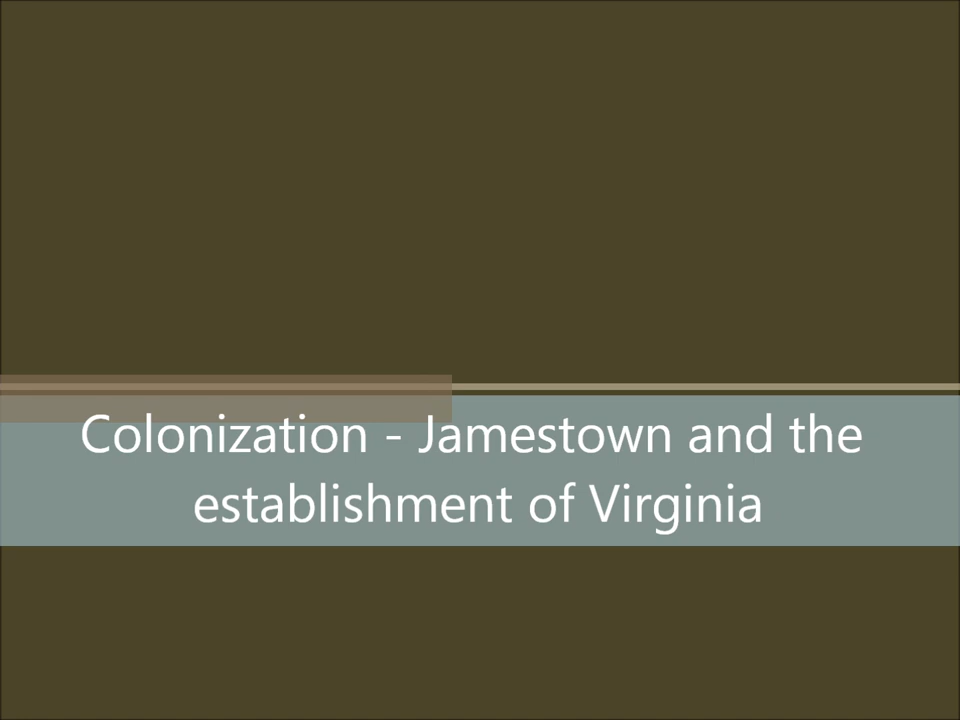 Colonization - Jamestown and the
establishment of Virginia